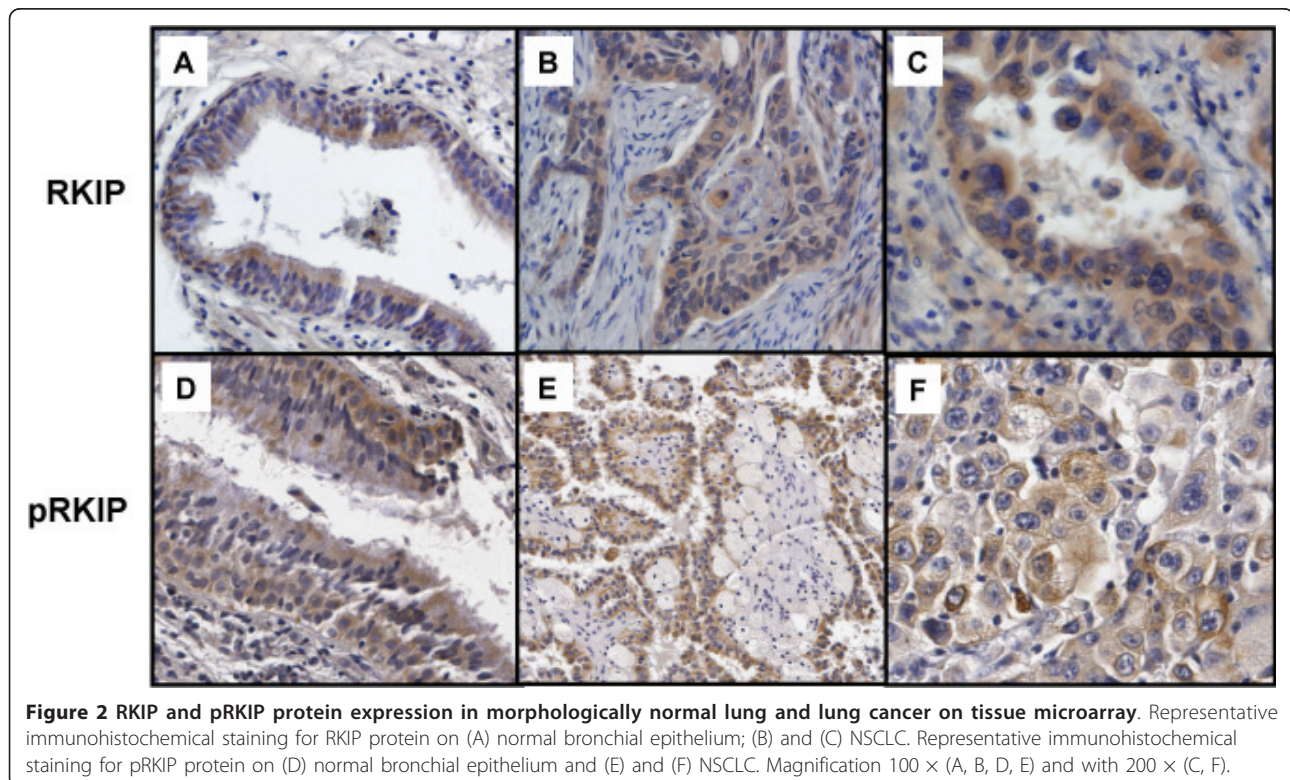 A
B
C
RKIP
D
E
F
pRKIP
Figure 2 RKIP and pRKIP protein expression in morphologically normal lung and lung cancer on tissue microarray. Representative
immunohistochemical staining for RKIP protein on (A) normal bronchial epithelium; (B) and (C) NSCLC. Representative immunohistochemical
staining for pRKIP protein on (D) normal bronchial epithelium and (E) and (F) NSCLC. Magnification 100 × (A, B, D, E) and with 200 × (C, F).